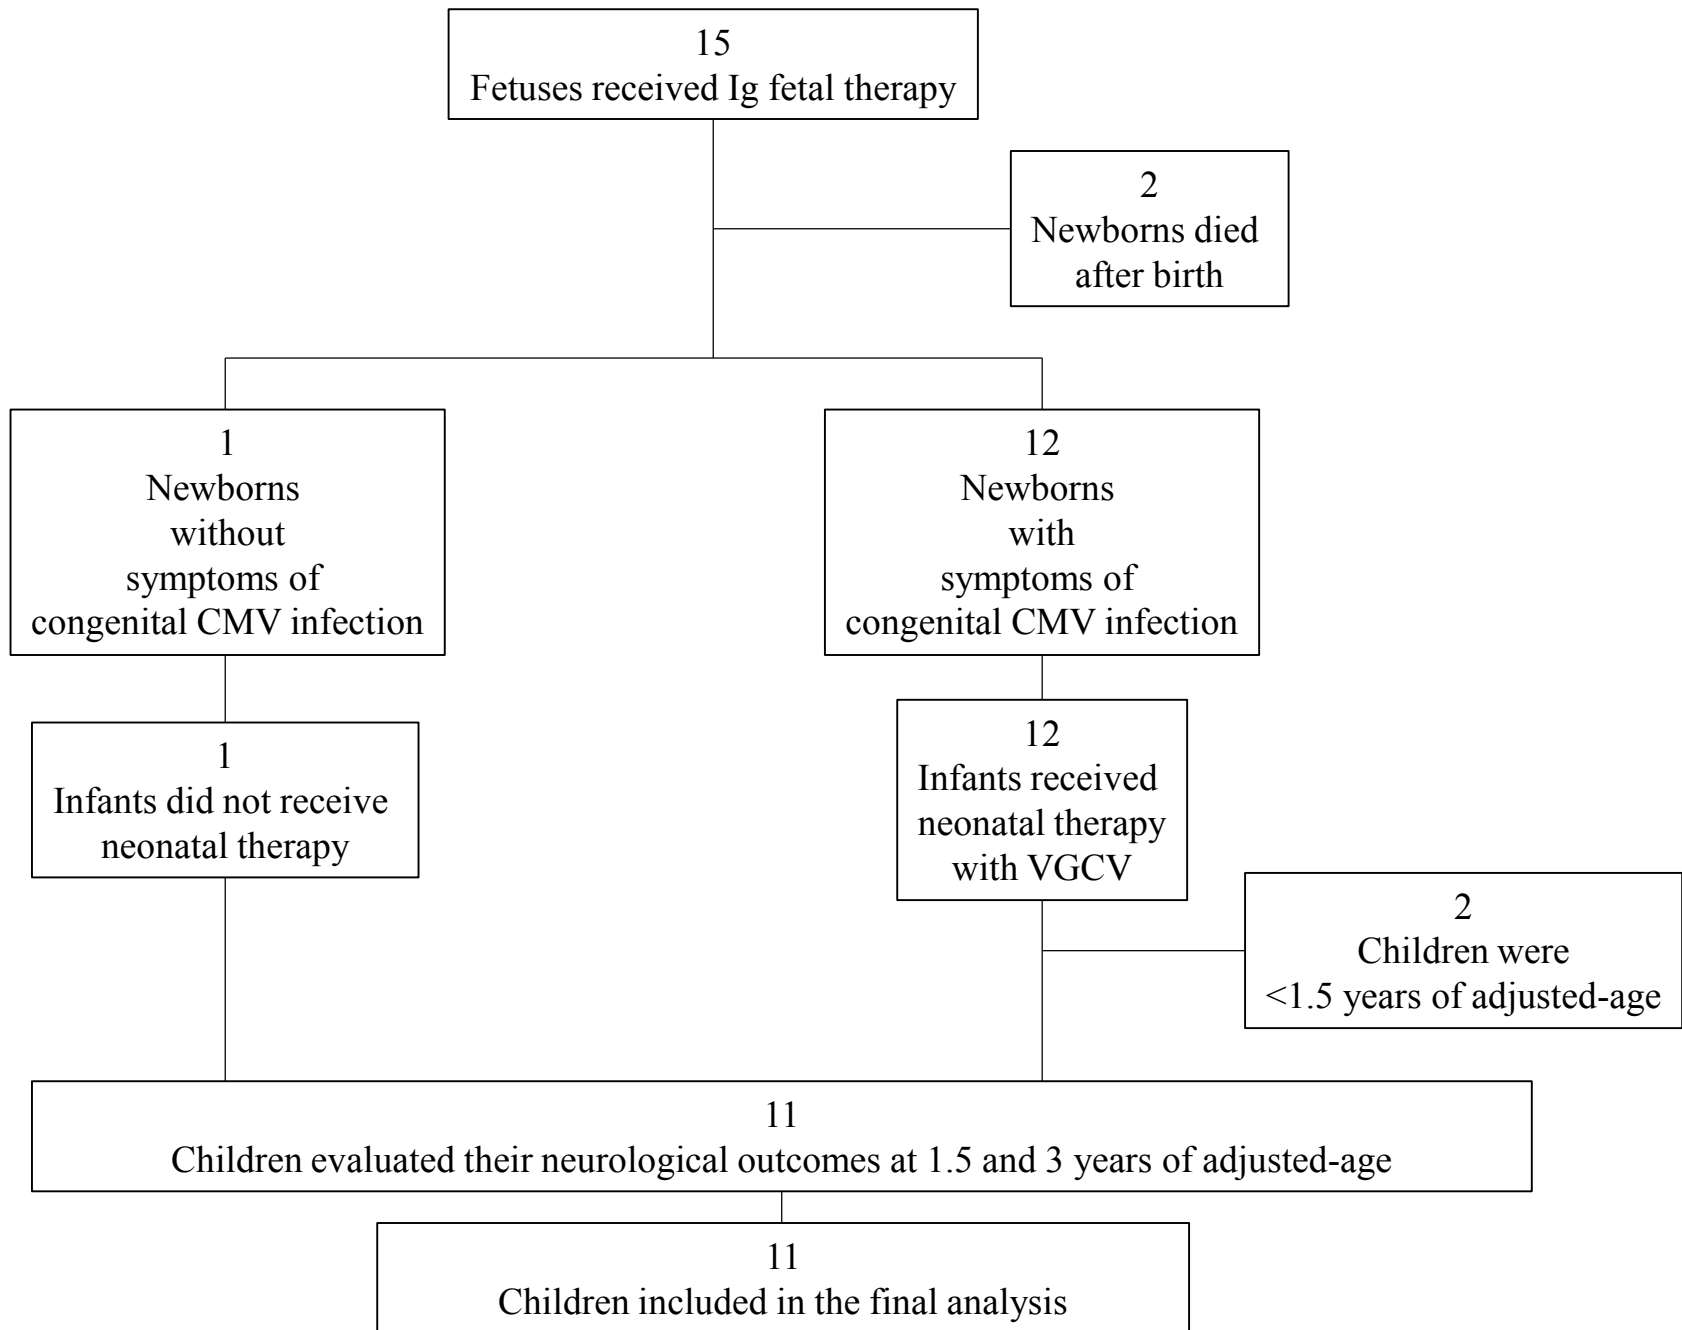 15
Fetuses received Ig fetal therapy
2
Newborns died
after birth
1
Newborns
without
symptoms of
congenital CMV infection
12
Newborns
with
symptoms of
congenital CMV infection
1
Infants did not receive
neonatal therapy
12
Infants received
neonatal therapy
with VGCV
2
Children were
<1.5 years of adjusted-age
11
Children evaluated their neurological outcomes at 1.5 and 3 years of adjusted-age
11
Children included in the final analysis